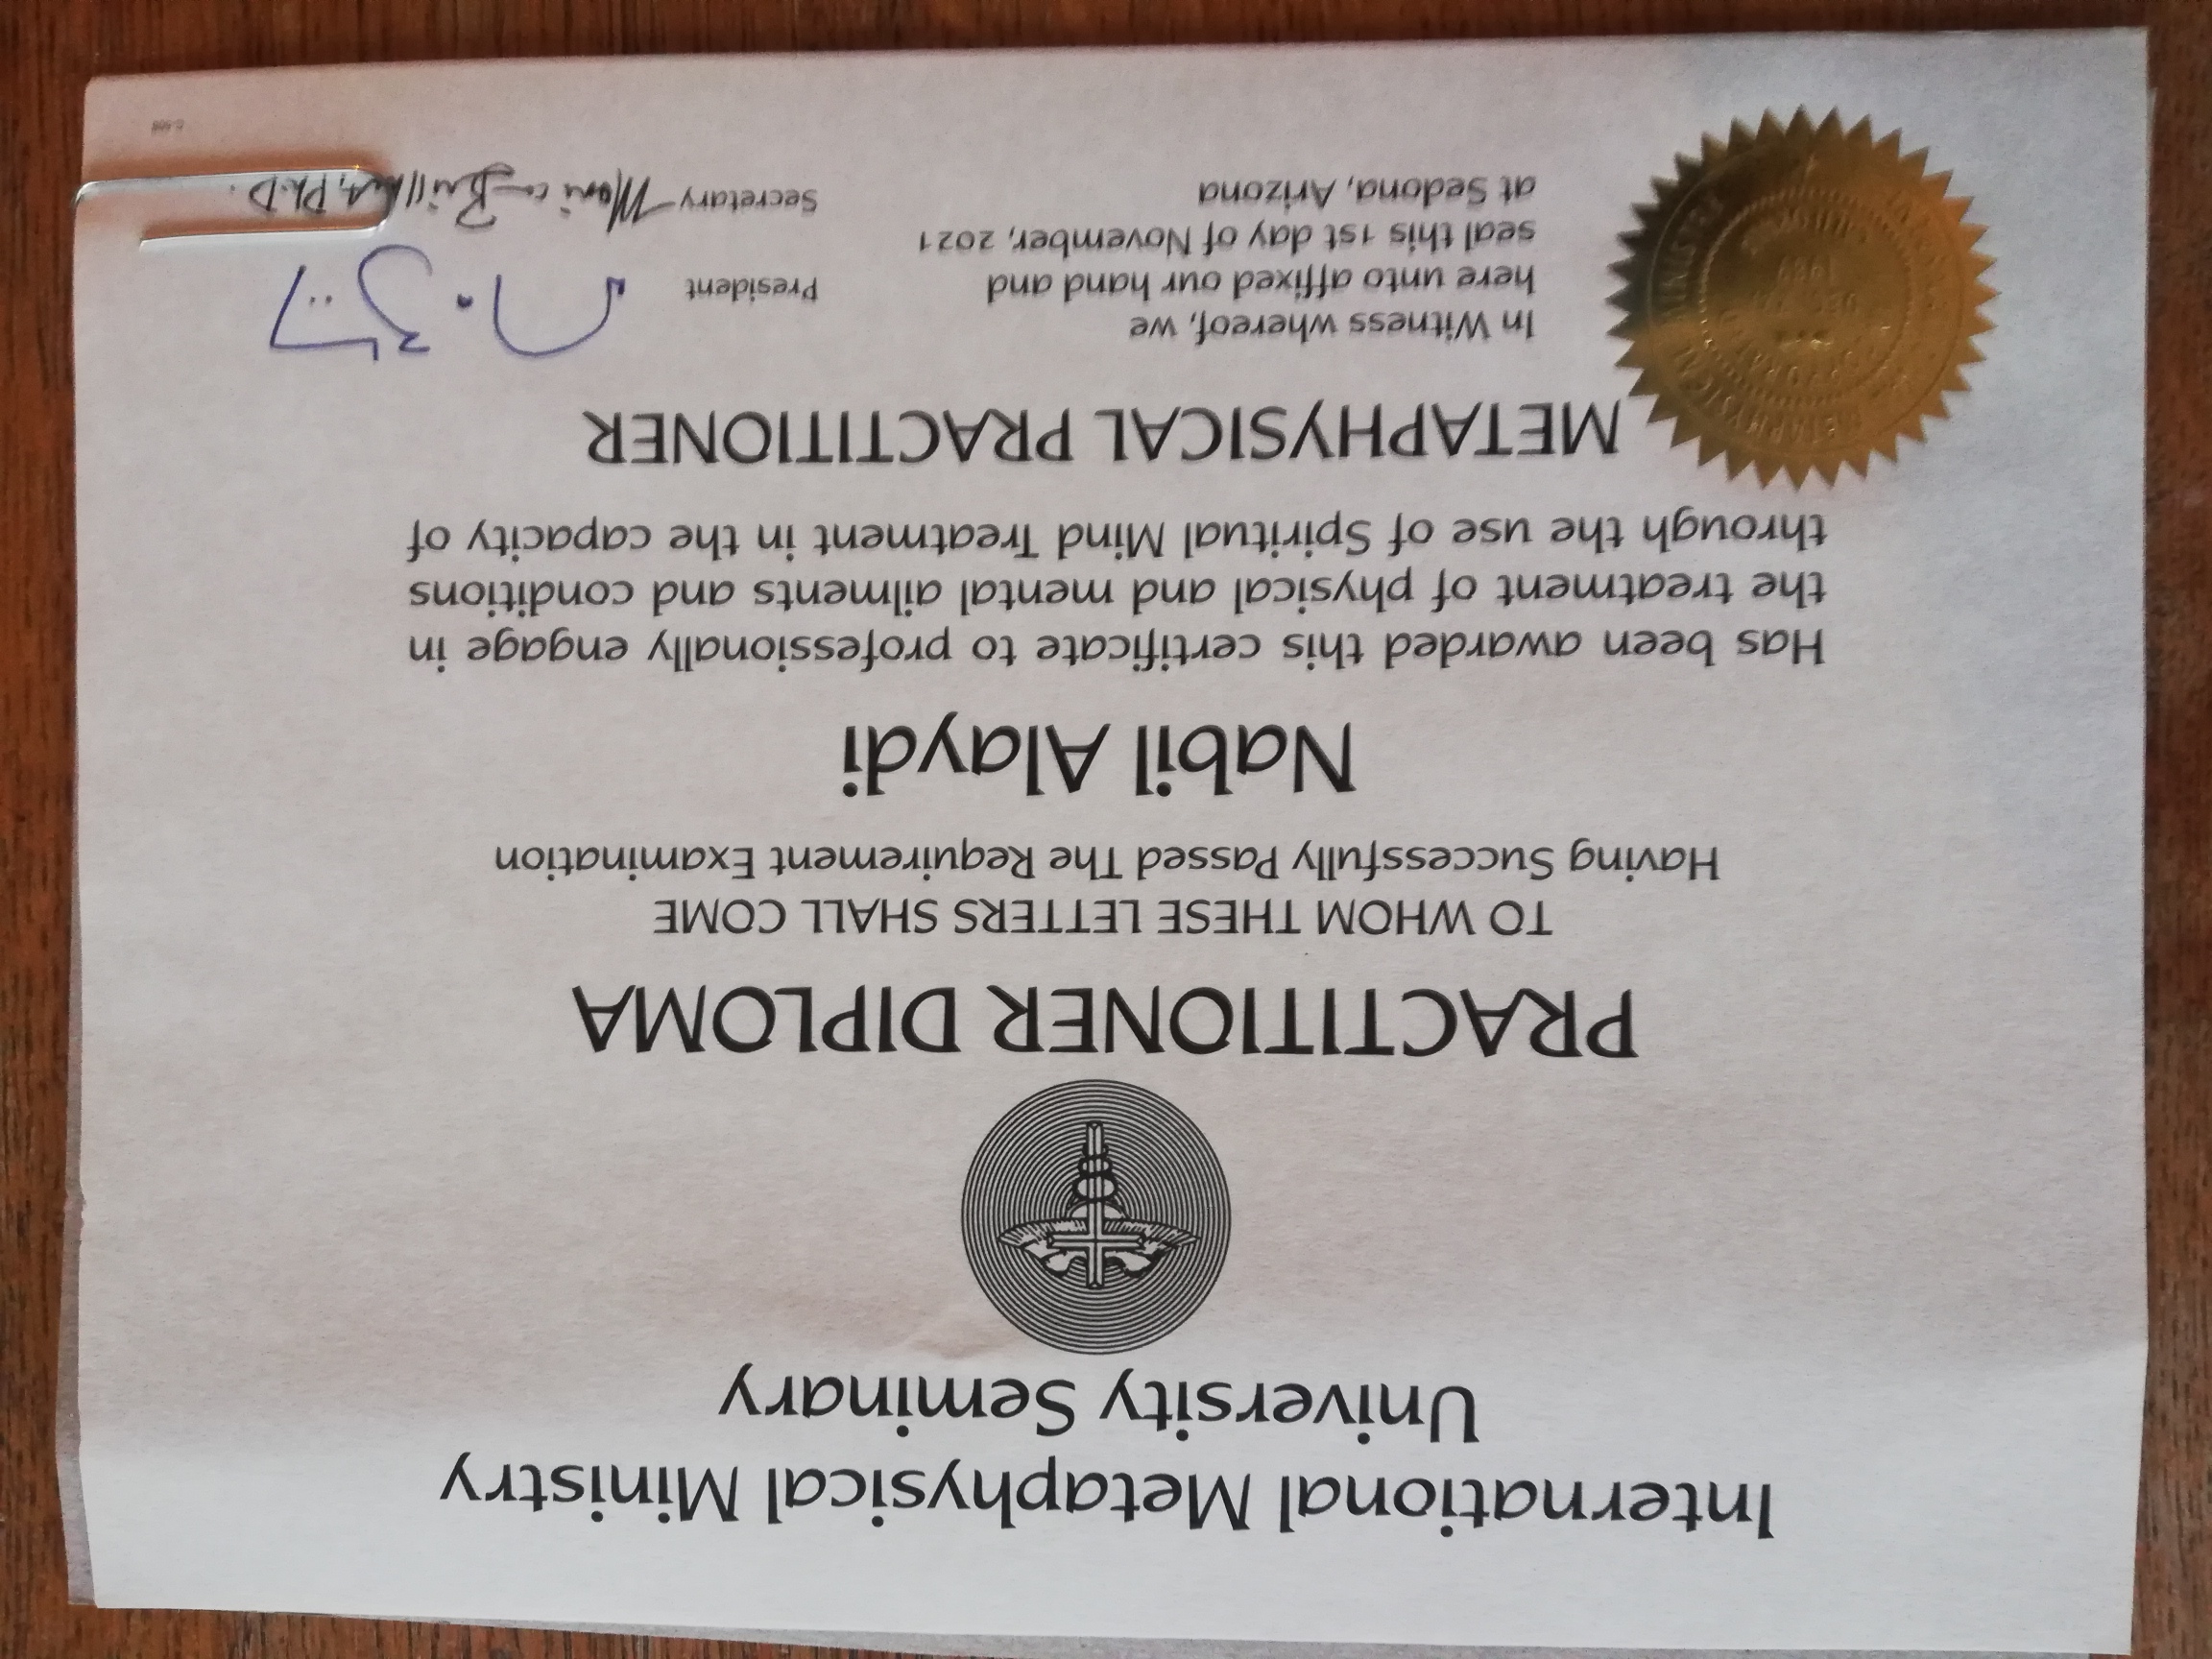 International Metaphysical Ministry
University Seminary
PRACTITIONER DIPLOMA
TO WHOM THESE LETTERS SHALL COME
Having Successfully Passed The Requirement Examination
Nabil Alaydi
Has been awarded this certificate to professionally engage in
the treatment of physical and mental ailments and conditions
through the use of Spiritual Mind Treatment in the capacity of
METAPHYSICAL PRACTITIONER
In Witness whereof, we
here unto affixed our hand and
seal this 1st day of November, 2021
at Sedona, Arizona
President
Secretary Ph.D.
METAPHYSICAL MINISTRY
1989